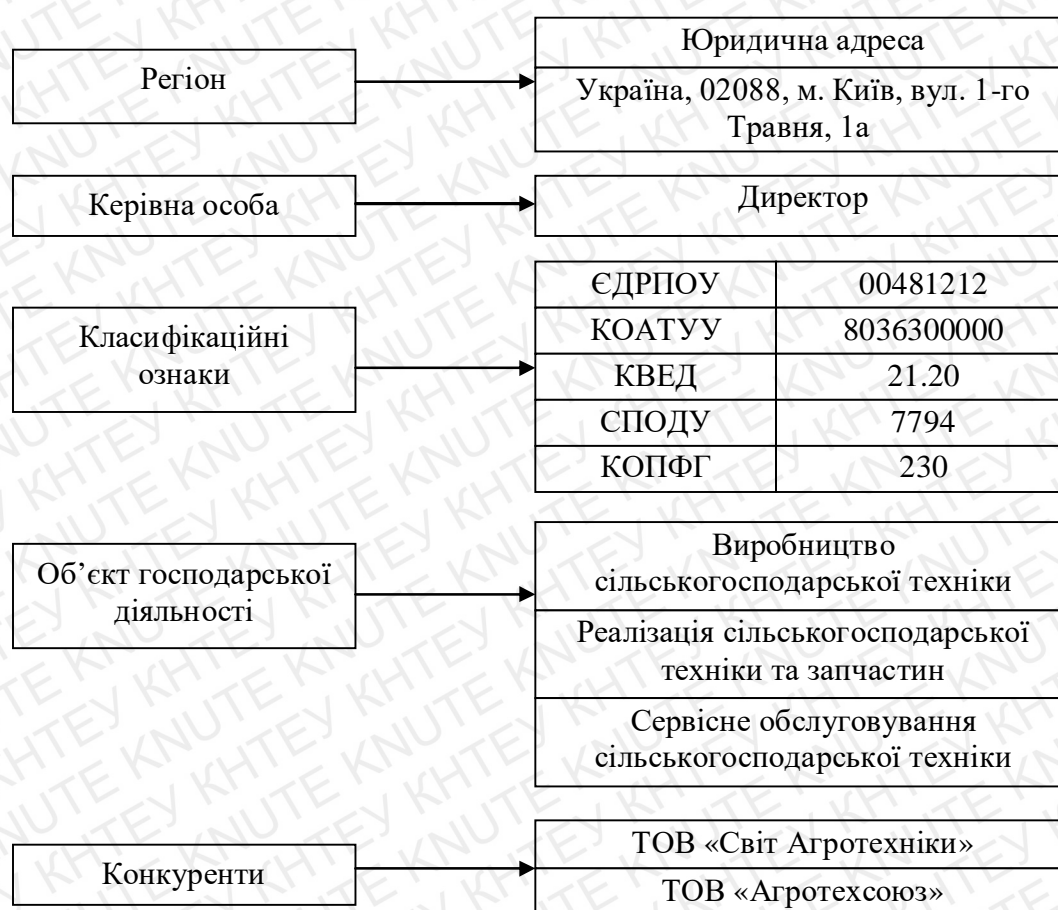 Регіон
Юридична адреса
Україна, 02088, м. Київ, вул. 1-го
Травня, 1а
Керівна особа
Директор
Класифікаційні
ознаки
ЄДРПОУ 00481212
КОАТУУ 8036300000
КВЕД 21.20
СПОДУ 7794
КОПФГ 230
Об’єкт господарської
діяльності
Виробництво
сільськогосподарської техніки
Реалізація сільськогосподарської
техніки та запчастин
Сервісне обслуговування
сільськогосподарської техніки
Конкуренти
ТОВ «Світ Агротехніки»
ТОВ «Агротехсоюз»